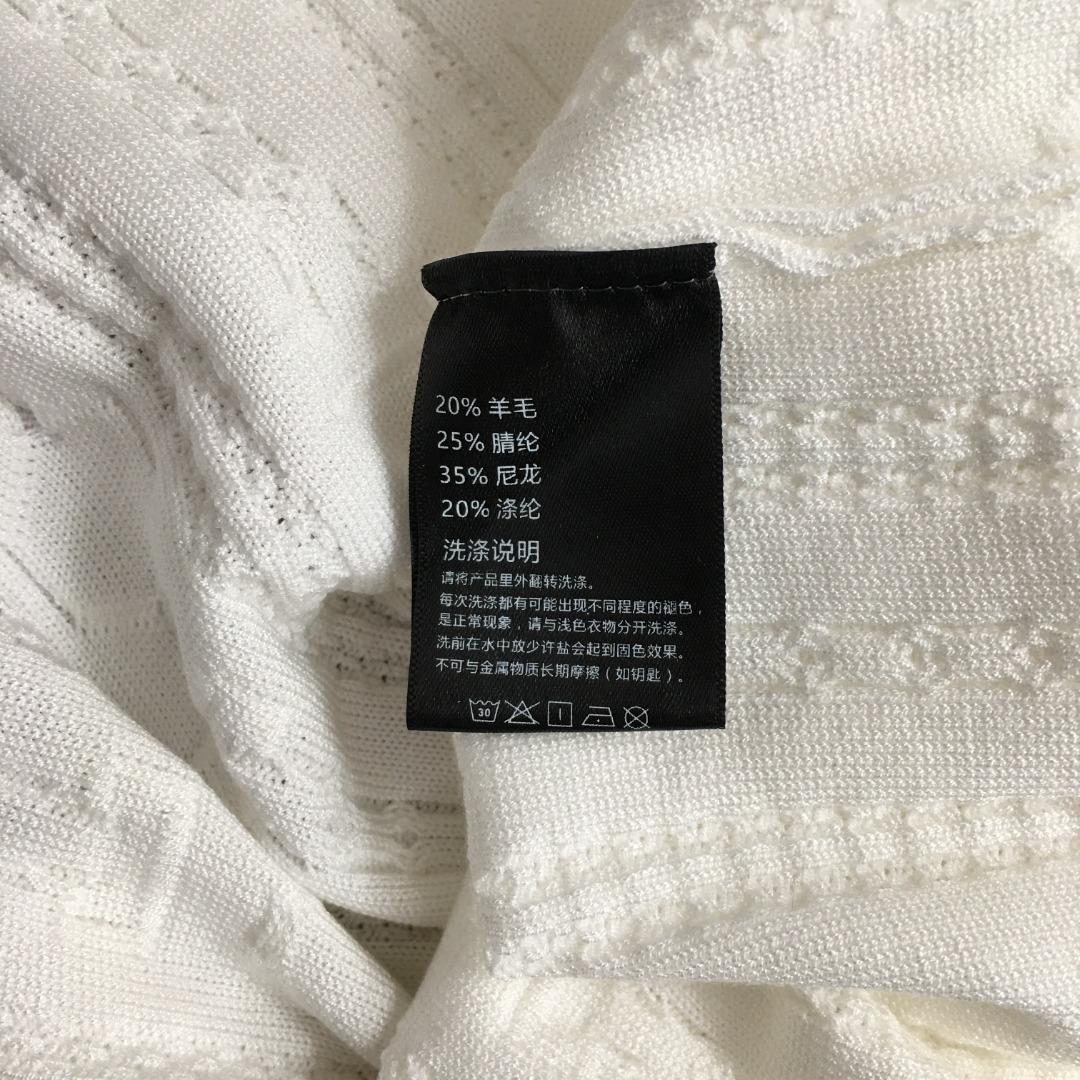 20% 羊毛
25% 腈纶
35% 尼龙
20% 涤纶
洗涤说明
请将产品里外翻转洗涤。
每次洗涤都有可能出现不同程度的褪色，
是正常现象，请与浅色衣物分开洗涤。
洗前在水中放少许盐会起到固色效果。
不可与金属物质长期摩擦（如钥匙）。
30